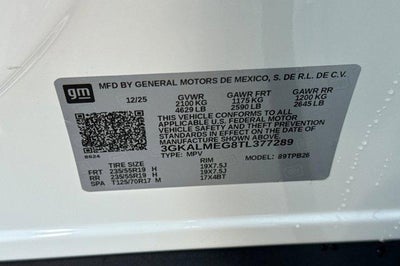 gm
MFD BY GENERAL MOTORS DE MEXICO, S. DE R.L. DE C.V.
12/25 GVWR GAWR FRT GAWR RR
2100 KG 1175 KG 1200 KG
4629 LB 2590 LB 2645 LB
THIS VEHICLE CONFORMS TO ALL
APPLICABLE U.S. FEDERAL MOTOR
VEHICLE SAFETY STANDARDS IN
EFFECT ON THE DATE OF
MANUFACTURE SHOWN ABOVE.
3GKALMEG8TL377289
8624 TYPE: MPV MODEL: 89TPB26
TIRE SIZE RIM
FRT 235/55R19 H 19X7.5J
RR 235/55R19 H 19X7.5J
SPA T125/70R17 M 17X4BT